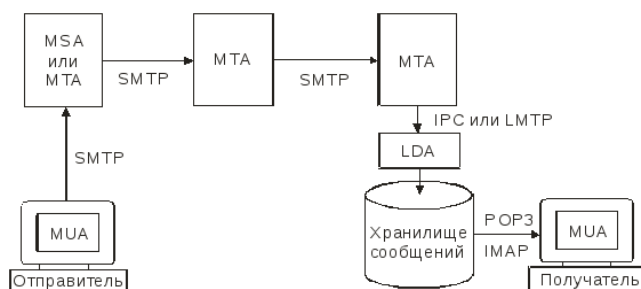 MSA
или
MTA
SMTP
MTA
SMTP
MTA
SMTP
IPC или LMTP
LDA
MUA
Отправитель
Хранилище
сообщений
POP3
IMAP
MUA
Получатель